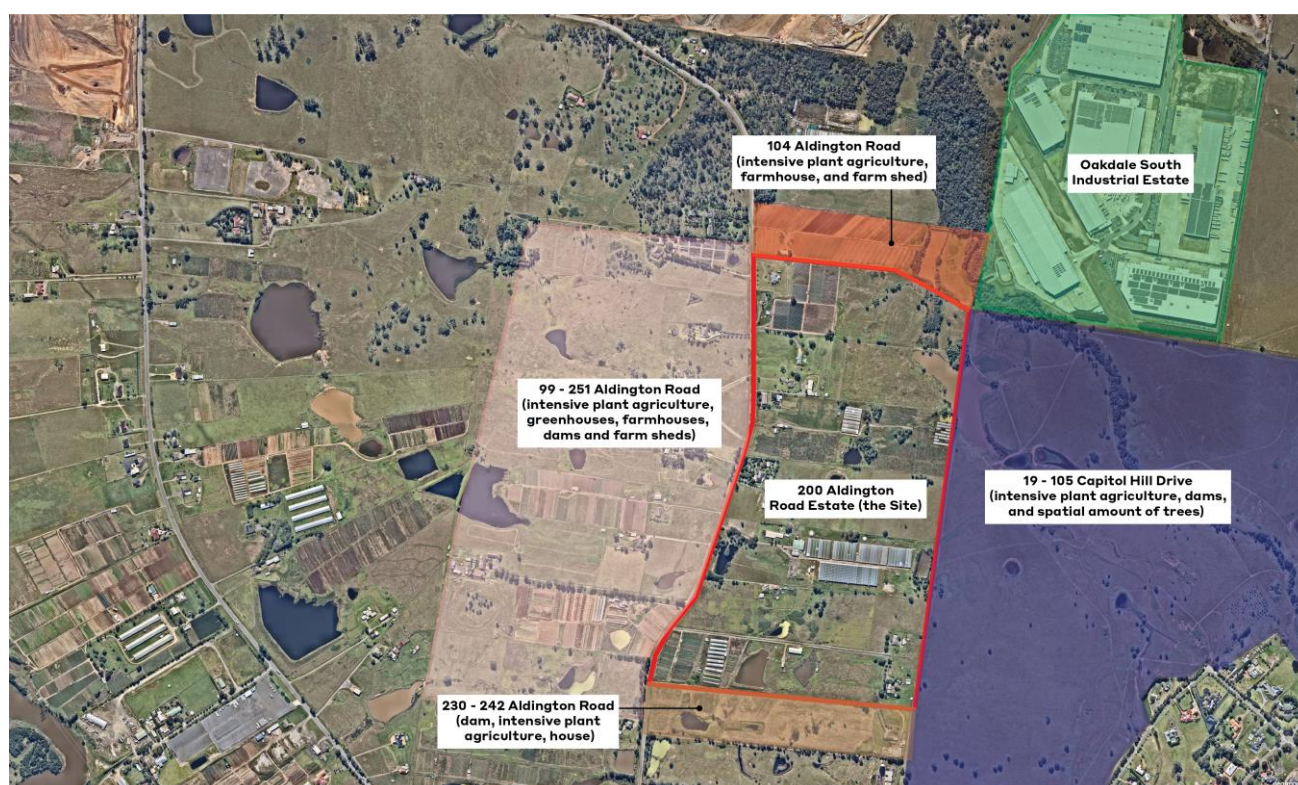 104 Aldington Road
(intensive plant agriculture,
farmhouse, and farm shed)
Oakdale South
Industrial Estate
99 - 251 Aldington Road
(intensive plant agriculture,
greenhouses, farmhouses,
dams and farm sheds)
200 Aldington
Road Estate (the Site)
19 - 105 Capitol Hill Drive
(intensive plant agriculture, dams,
and spatial amount of trees)
230 - 242 Aldington Road
(dam, intensive plant
agriculture, house)